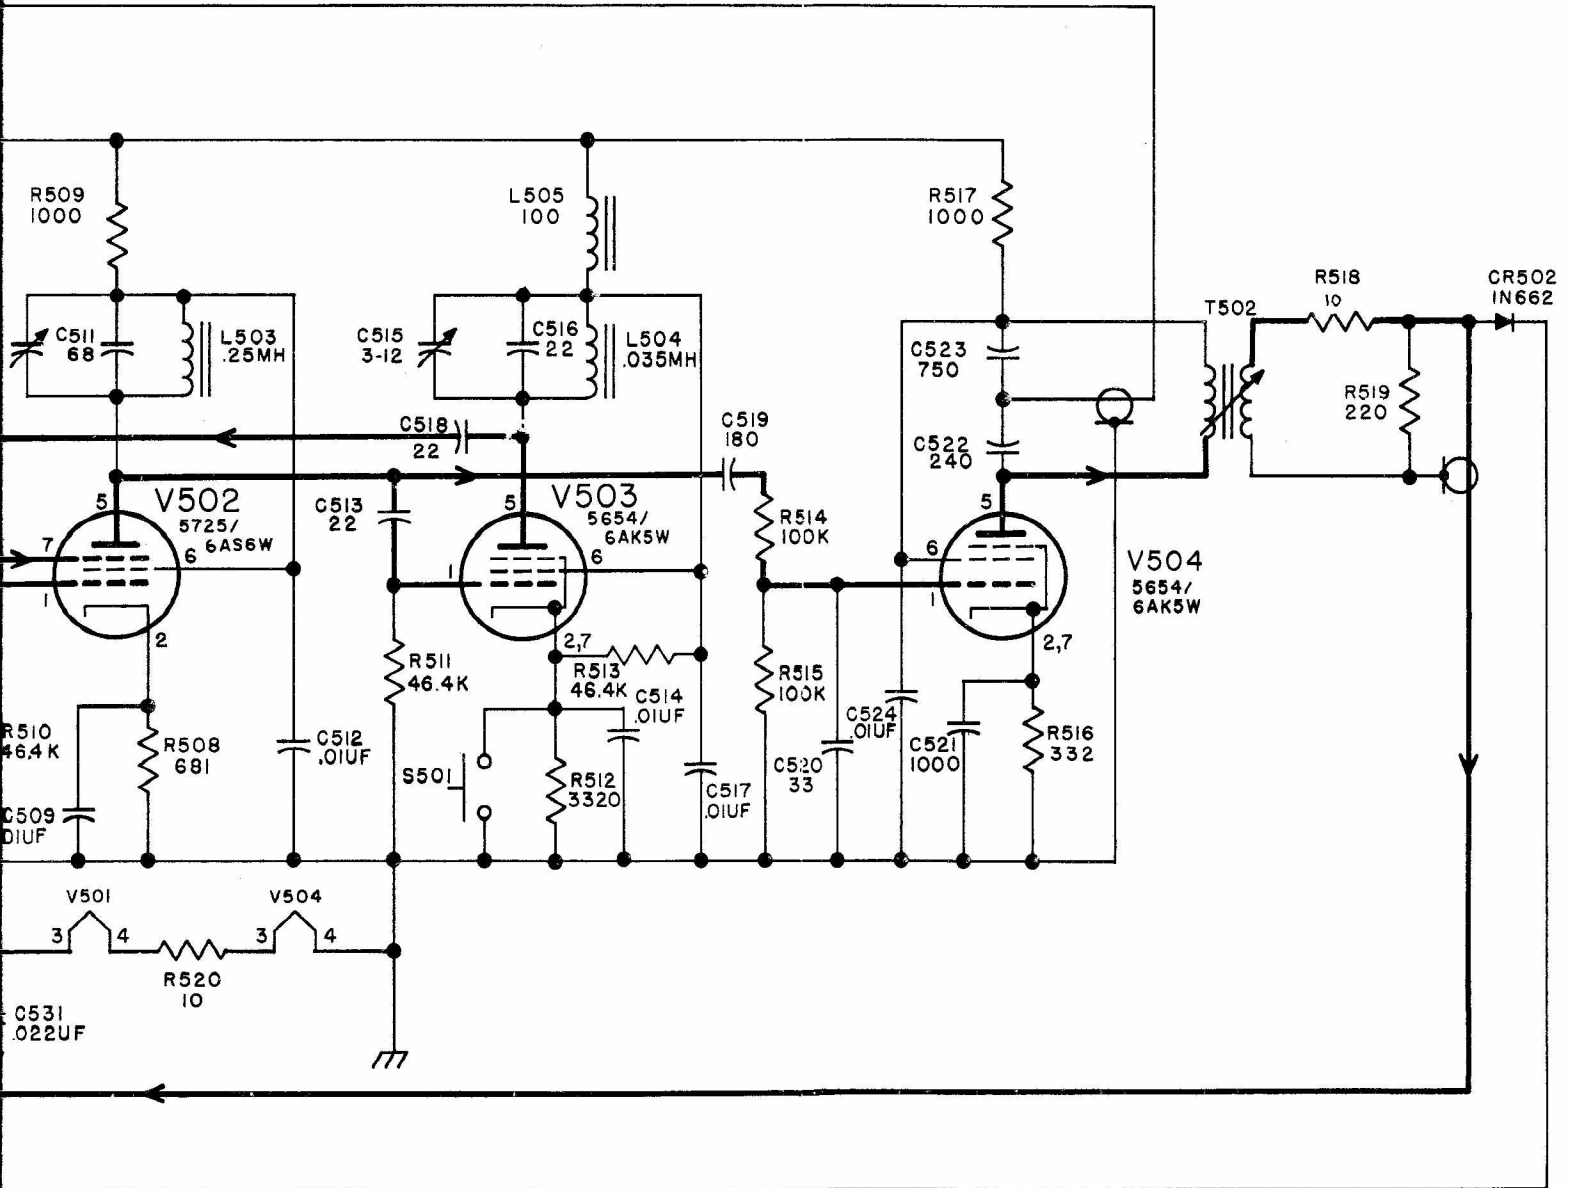 R509
1000
L505
100
R517
1000
R518
10
CR502
1N662
T502
C511
68
L503
.25MH
C515
3-12
C516
22
L504
.035MH
C523
750
R519
220
C518
22
C519
180
C522
240
5
V502
5725/
6AS6W
7
6
1
2
C513
22
5
V503
5654/
6AK5W
1
6
2,7
R514
100K
5
6
1
2,7
V504
5654/
6AK5W
R511
46.4K
R513
46.4K
C514
.01UF
R515
100K
C524
.01UF
R510
46.4K
R508
681
C512
.01UF
S501
R512
3320
C517
.01UF
C520
33
C521
1000
R516
332
C509
01UF
V501
3
4
R520
10
V504
3
4
C531
.022UF